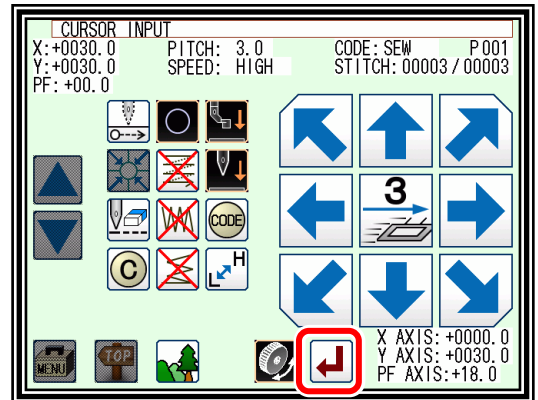 CURSOR INPUT
X:+0030.0 PITCH: 3.0 CODE:SEW P001
Y:+0030.0 SPEED: HIGH STITCH:00003/00003
PF:+00.0
3
CODE
C
L H
X AXIS:+0000.0
Y AXIS:+0030.0
PF AXIS:+18.0
MENU
TOP